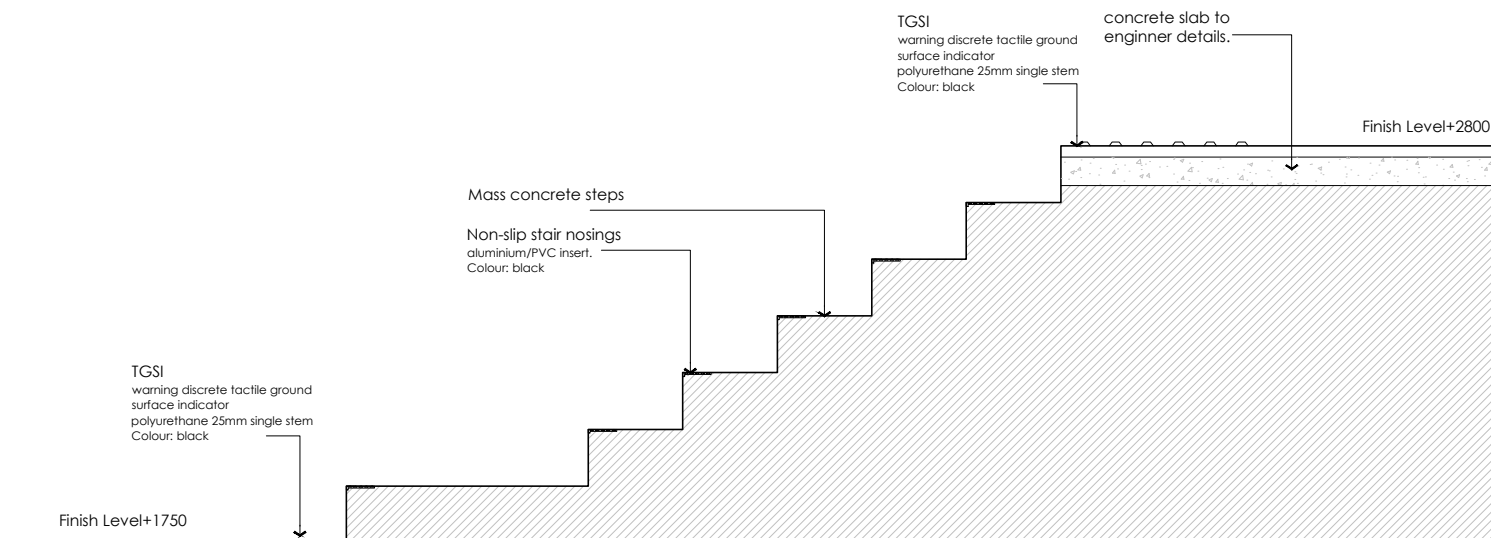 TGSI
warning discrete tactile ground
surface indicator
polyurethane 25mm single stem
Colour: black
concrete slab to
enginner details.
Finish Level+2800
Mass concrete steps
Non-slip stair nosings
aluminium/PVC insert.
Colour: black
TGSI
warning discrete tactile ground
surface indicator
polyurethane 25mm single stem
Colour: black
Finish Level+1750